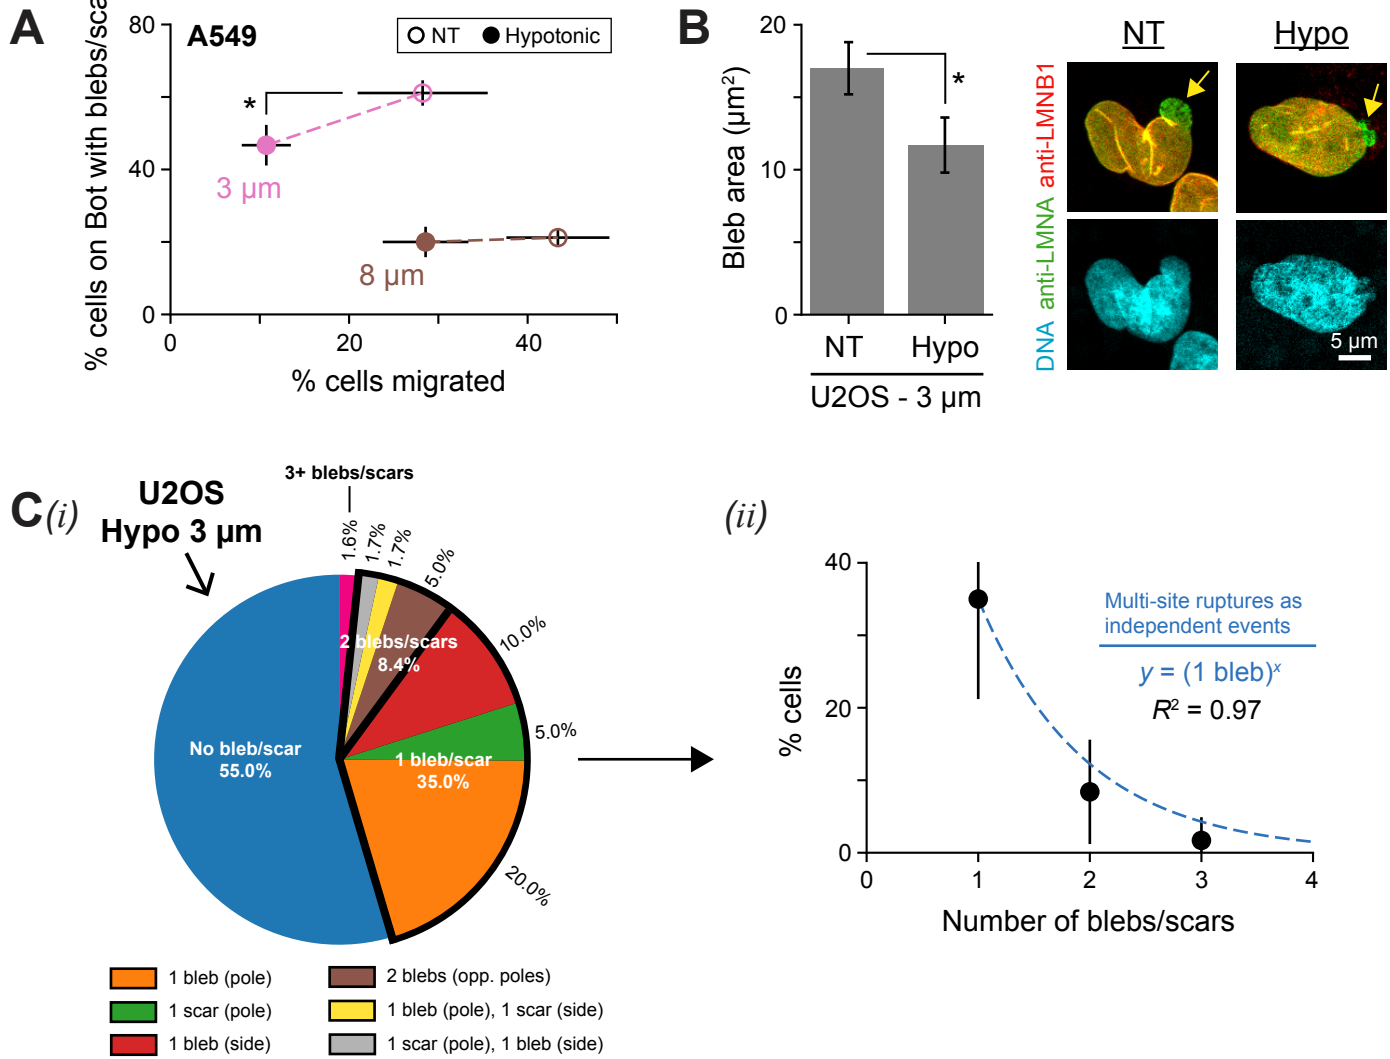 A
% cells on Bot with blebs/sca
80
40
0
A549
NT
Hypotonic
*
3 µm
8 µm
0
20
40
% cells migrated
B
Bleb area (µm²)
20
10
0
*
NT
Hypo
U2OS - 3 µm
NT
Hypo
DNA anti-LMNA anti-LMNB1
5 µm
C(i)
U2OS
Hypo 3 µm
3+ blebs/scars
1.6%
1.7%
1.7%
5.0%
10.0%
5.0%
20.0%
2 blebs/scars
8.4%
No bleb/scar
55.0%
1 bleb/scar
35.0%
1 bleb (pole)
1 scar (pole)
1 bleb (side)
2 blebs (opp. poles)
1 bleb (pole), 1 scar (side)
1 scar (pole), 1 bleb (side)
(ii)
% cells
40
20
0
Multi-site ruptures as
independent events
y = (1 bleb)ˣ
R² = 0.97
0
1
2
3
4
Number of blebs/scars